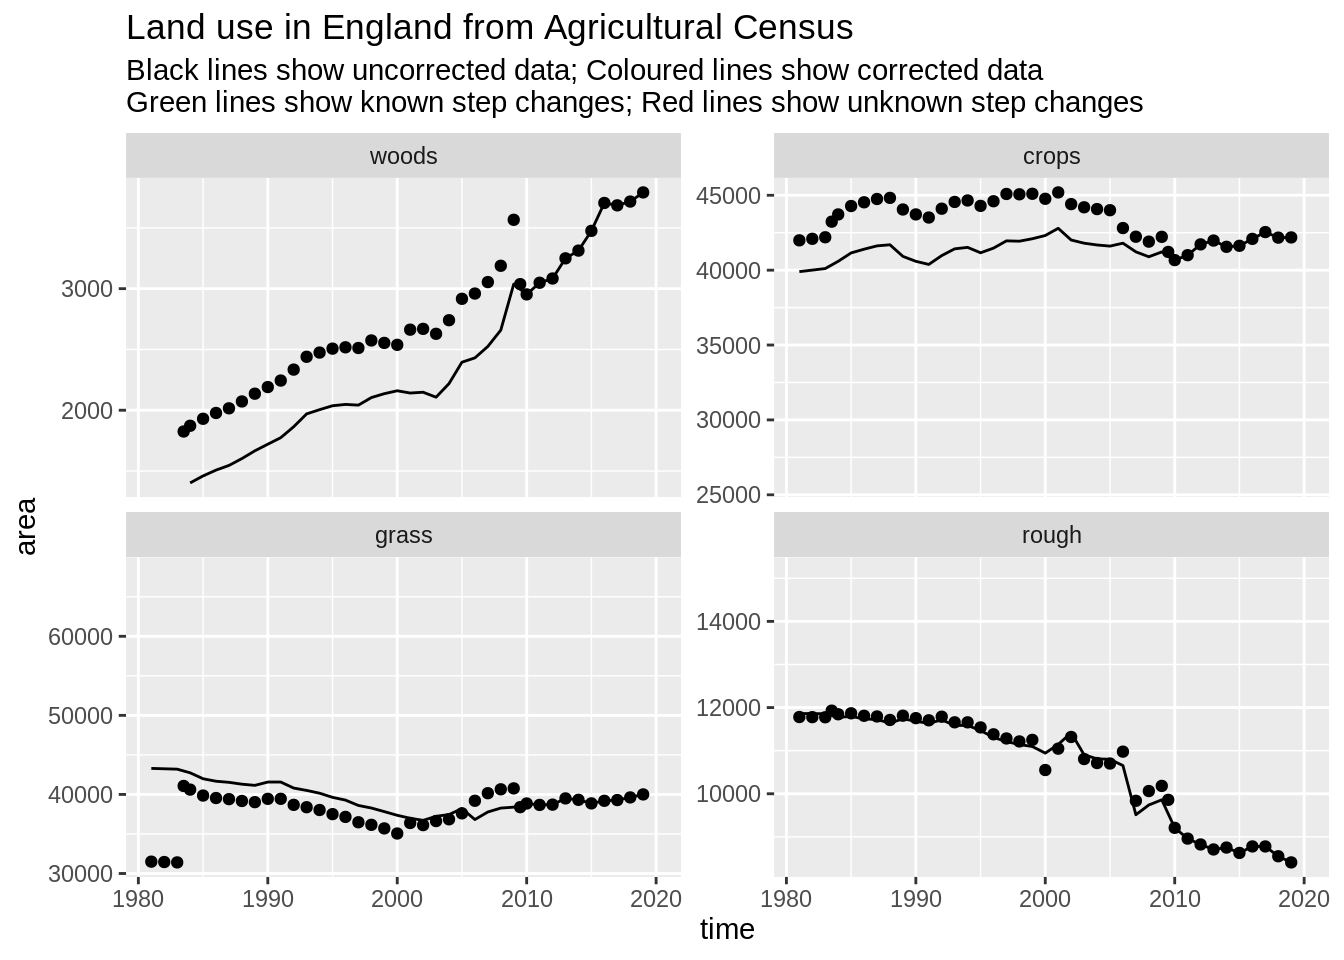 Land use in England from Agricultural Census
Black lines show uncorrected data; Coloured lines show corrected data
Green lines show known step changes; Red lines show unknown step changes
woods
crops
3000
2000
45000
40000
35000
30000
25000
area
grass
rough
60000
50000
40000
30000
14000
12000
10000
1980 1990 2000 2010 2020
1980 1990 2000 2010 2020
time